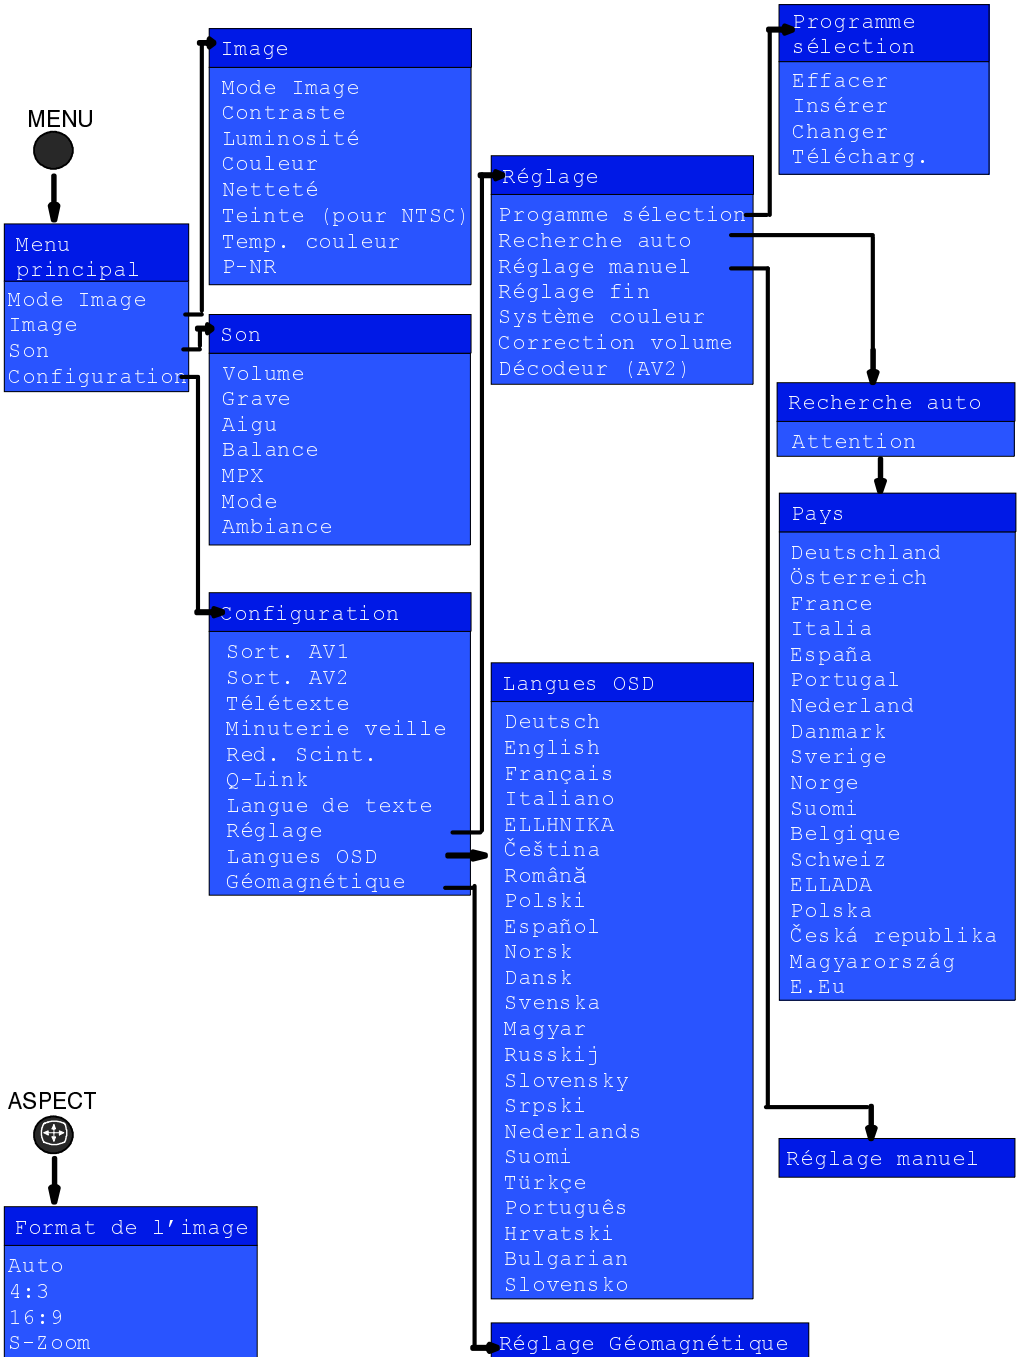 MENU
Menu
principal
Mode Image
Image
Son
Configuration
Image
Mode Image
Contraste
Luminosité
Couleur
Netteté
Teinte (pour NTSC)
Temp. couleur
P-NR
Son
Volume
Grave
Aigu
Balance
MPX
Mode
Ambiance
Configuration
Sort. AV1
Sort. AV2
Télétexte
Minuterie veille
Red. Scint.
Q-Link
Langue de texte
Réglage
Langues OSD
Géomagnétique
Réglage
Progamme sélection
Recherche auto
Réglage manuel
Réglage fin
Système couleur
Correction volume
Décodeur (AV2)
Programme
sélection
Effacer
Insérer
Changer
Télécharg.
Recherche auto
Attention
Pays
Deutschland
Österreich
France
Italia
España
Portugal
Nederland
Danmark
Sverige
Norge
Suomi
Belgique
Schweiz
ELLADA
Polska
Česká republika
Magyarország
E.Eu
Langues OSD
Deutsch
English
Français
Italiano
ELLHNIKA
Čeština
Română
Polski
Español
Norsk
Dansk
Svenska
Magyar
Russkij
Slovensky
Srpski
Nederlands
Suomi
Türkçe
Português
Hrvatski
Bulgarian
Slovensko
Réglage manuel
Réglage Géomagnétique
ASPECT
Format de l'image
Auto
4:3
16:9
S-Zoom